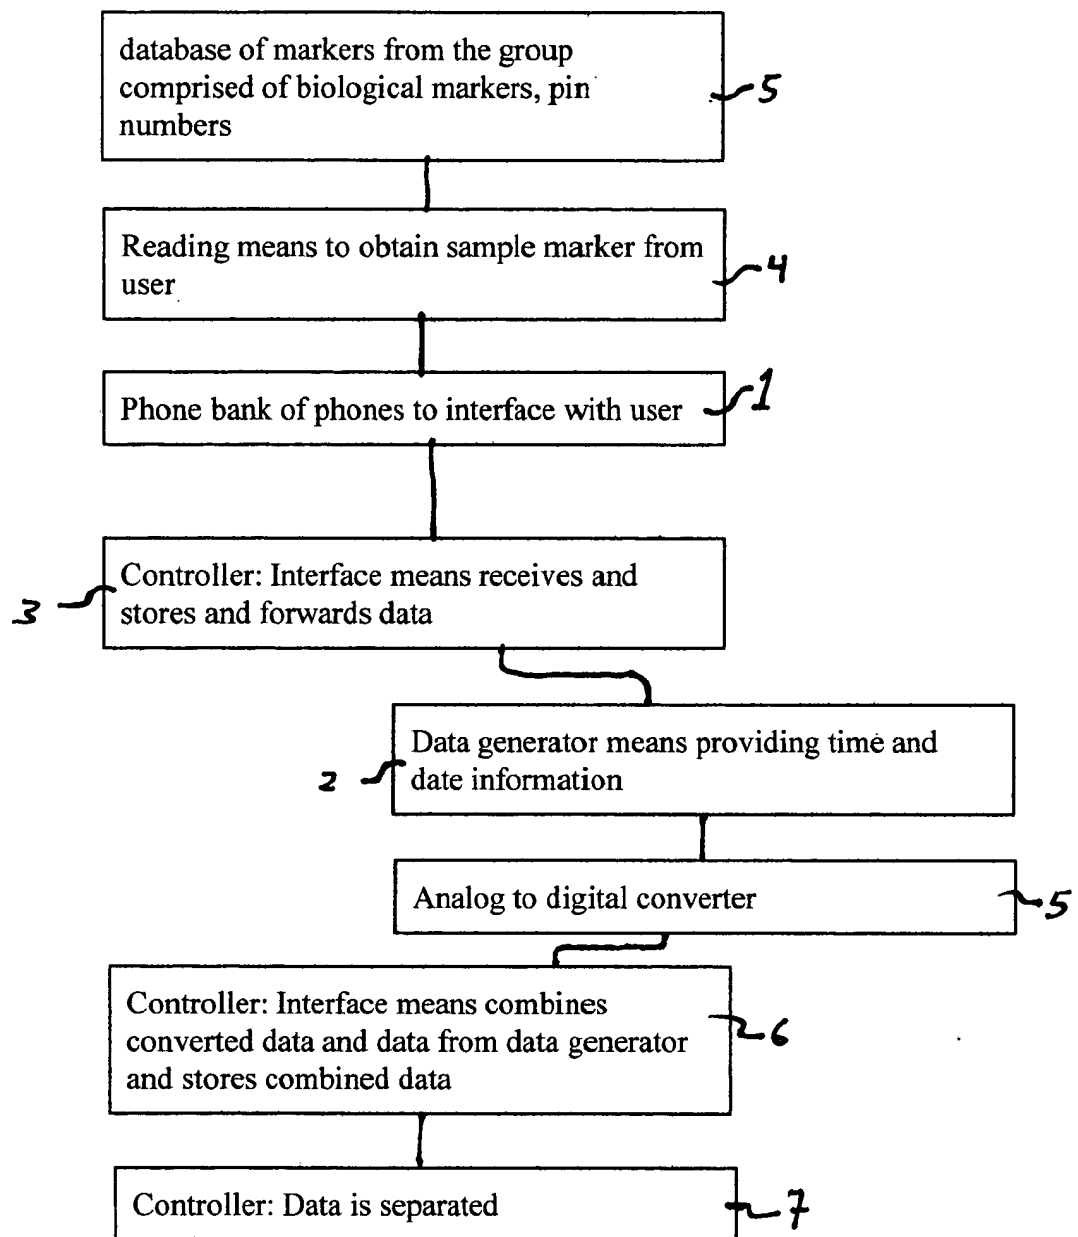 database of markers from the group
comprised of biological markers, pin
numbers
5
Reading means to obtain sample marker from
user
4
Phone bank of phones to interface with user
1
Controller: Interface means receives and
stores and forwards data
3
Data generator means providing time and
date information
2
Analog to digital converter
5
Controller: Interface means combines
converted data and data from data generator
and stores combined data
6
Controller: Data is separated
7